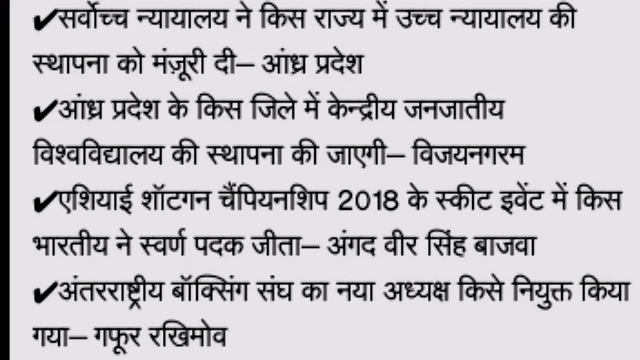 ✔सर्वोच्च न्यायालय ने किस राज्य में उच्च न्यायालय की
स्थापना को मंज़ूरी दी– आंध्र प्रदेश
✔आंध्र प्रदेश के किस जिले में केन्द्रीय जनजातीय
विश्वविद्यालय की स्थापना की जाएगी– विजयनगरम
✔एशियाई शॉटगन चैंपियनशिप 2018 के स्कीट इवेंट में किस
भारतीय ने स्वर्ण पदक जीता– अंगद वीर सिंह बाजवा
✔अंतरराष्ट्रीय बॉक्सिंग संघ का नया अध्यक्ष किसे नियुक्त किया
गया– गफूर रखिमोव